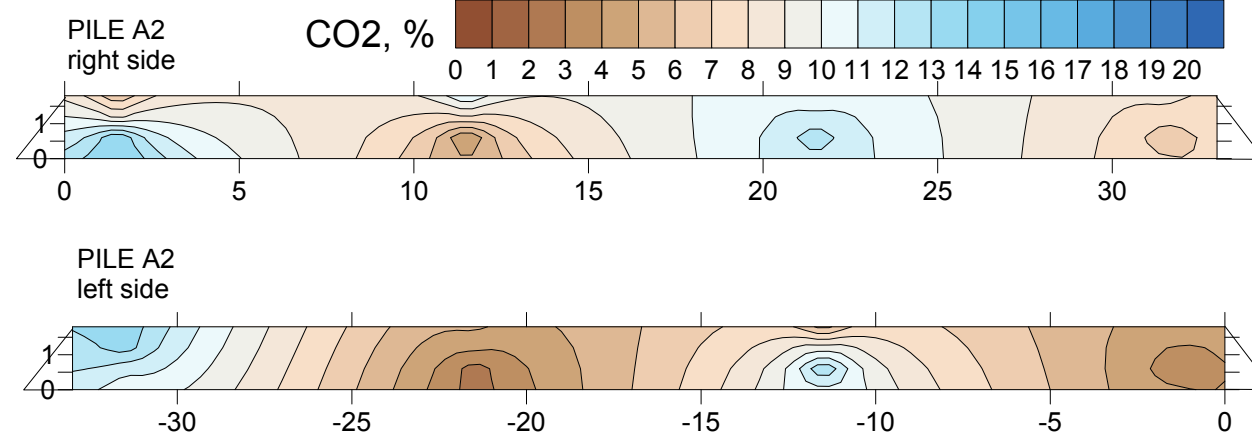 PILE A2
right side
CO2, %
0 1 2 3 4 5 6 7 8 9 10 11 12 13 14 15 16 17 18 19 20
1
0
0 5 10 15 20 25 30
PILE A2
left side
1
0
-30 -25 -20 -15 -10 -5 0